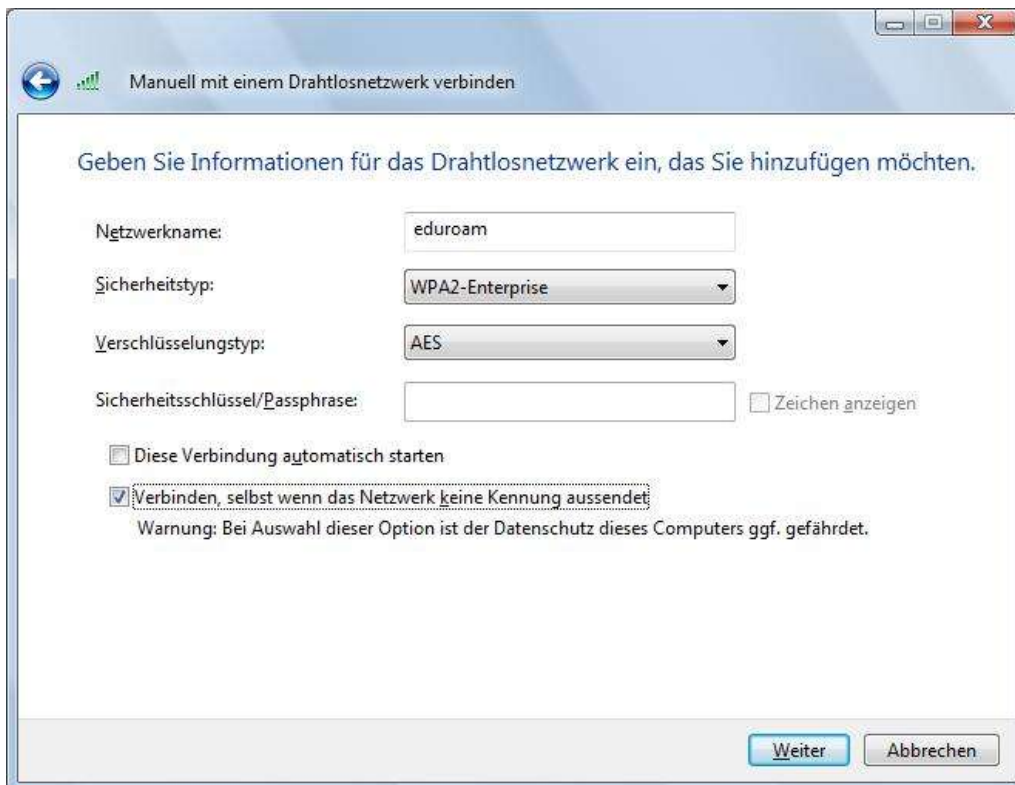 Manuell mit einem Drahtlosnetzwerk verbinden
Geben Sie Informationen für das Drahtlosnetzwerk ein, das Sie hinzufügen möchten.
Netzwerkname: eduroam
Sicherheitstyp: WPA2-Enterprise
Verschlüsselungstyp: AES
Sicherheitsschlüssel/Passphrase: Zeichen anzeigen
Diese Verbindung automatisch starten
Verbinden, selbst wenn das Netzwerk keine Kennung aussendet
Warnung: Bei Auswahl dieser Option ist der Datenschutz dieses Computers ggf. gefährdet.
Weiter Abbrechen